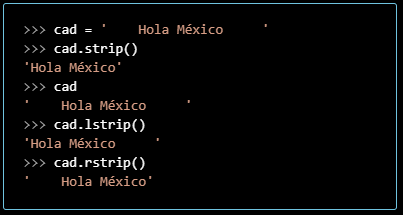 >>> cad = '    Hola México     '
>>> cad.strip()
'Hola México'
>>> cad
'    Hola México     '
>>> cad.lstrip()
'Hola México     '
>>> cad.rstrip()
'    Hola México'